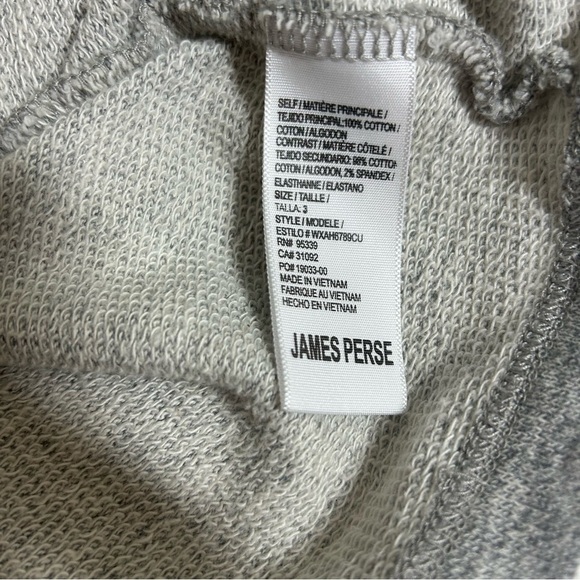 SELF / MATIÈRE PRINCIPALE /
TEJIDO PRINCIPAL:100% COTTON /
COTON / ALGODON
CONTRAST / MATIÈRE CÔTELÉ /
TEJIDO SECUNDARIO: 98% COTTON
COTON / ALGODON, 2% SPANDEX /
ELASTHANNE / ELASTANO
SIZE / TAILLE /
TALLA: 3
STYLE / MODELE /
ESTILO # WXAH6789CU
RN# 95339
CA# 31092
PO# 19033-00
MADE IN VIETNAM
FABRIQUE AU VIETNAM
HECHO EN VIETNAM
JAMES PERSE